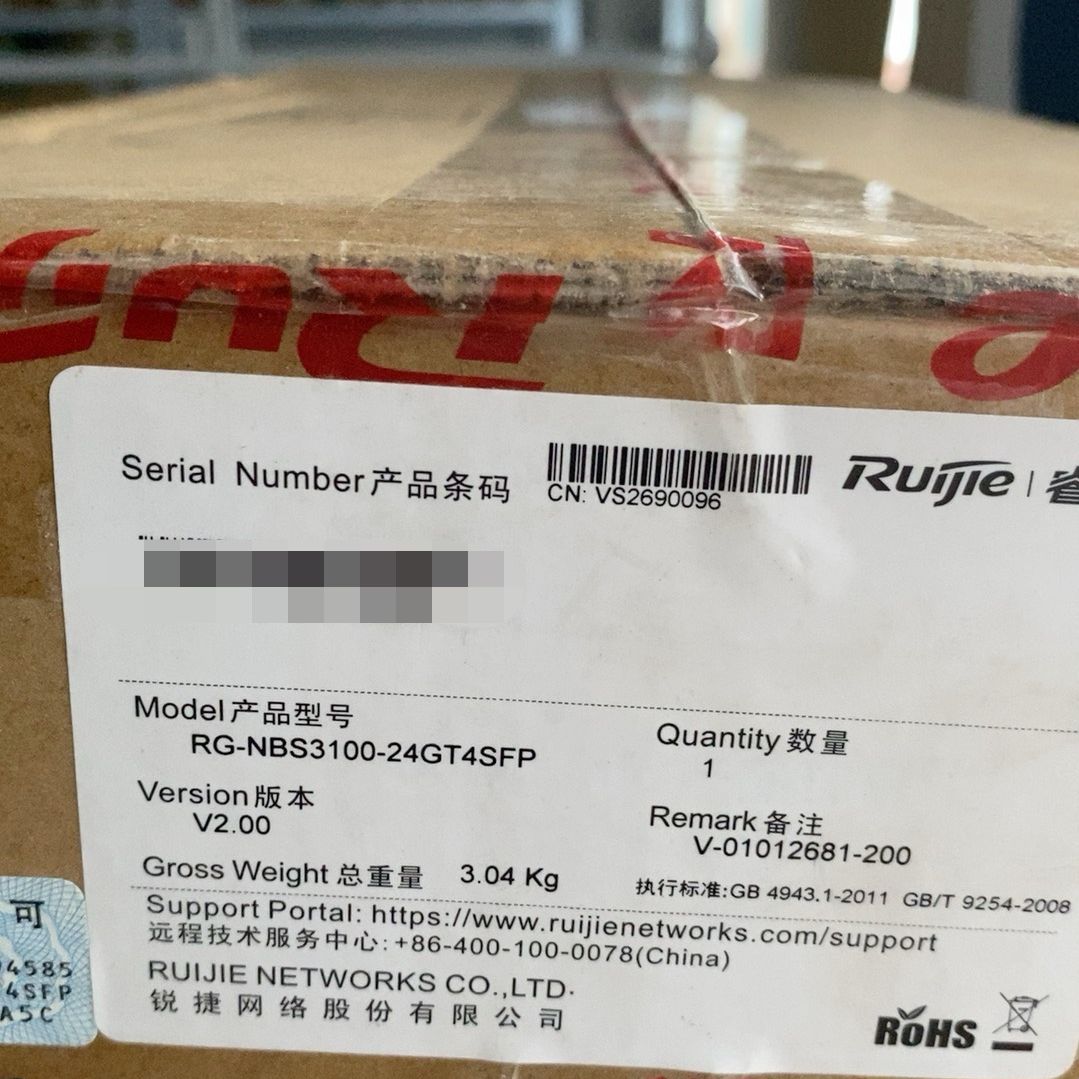 Ruijie
Serial Number产品条码
CN: VS2690096
Ruijie | 睿
Model产品型号
RG-NBS3100-24GT4SFP
Quantity数量
1
Version版本
V2.00
Remark备注
V-01012681-200
Gross Weight总重量 3.04 Kg
执行标准:GB 4943.1-2011 GB/T 9254-2008
Support Portal: https://www.ruijienetworks.com/support
远程技术服务中心:+86-400-100-0078(China)
RUIJIE NETWORKS CO.,LTD.
锐捷网络股份有限公司
RoHS
可
4585
4SFP
A5C